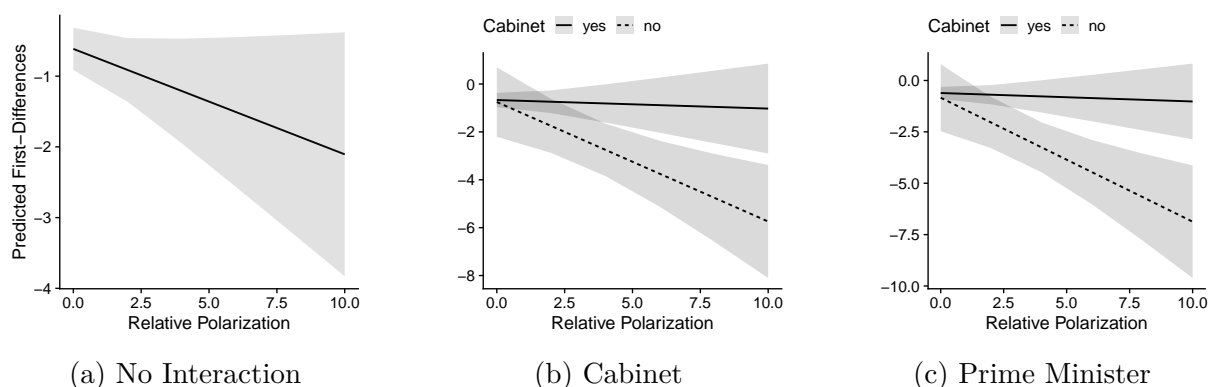 Predicted First−Differences
−1
−2
−3
−4
0.0 2.5 5.0 7.5 10.0
Relative Polarization
(a) No Interaction
Cabinet yes no
0
−2
−4
−6
−8
0.0 2.5 5.0 7.5 10.0
Relative Polarization
(b) Cabinet
Cabinet yes no
0.0
−2.5
−5.0
−7.5
−10.0
0.0 2.5 5.0 7.5 10.0
Relative Polarization
(c) Prime Minister